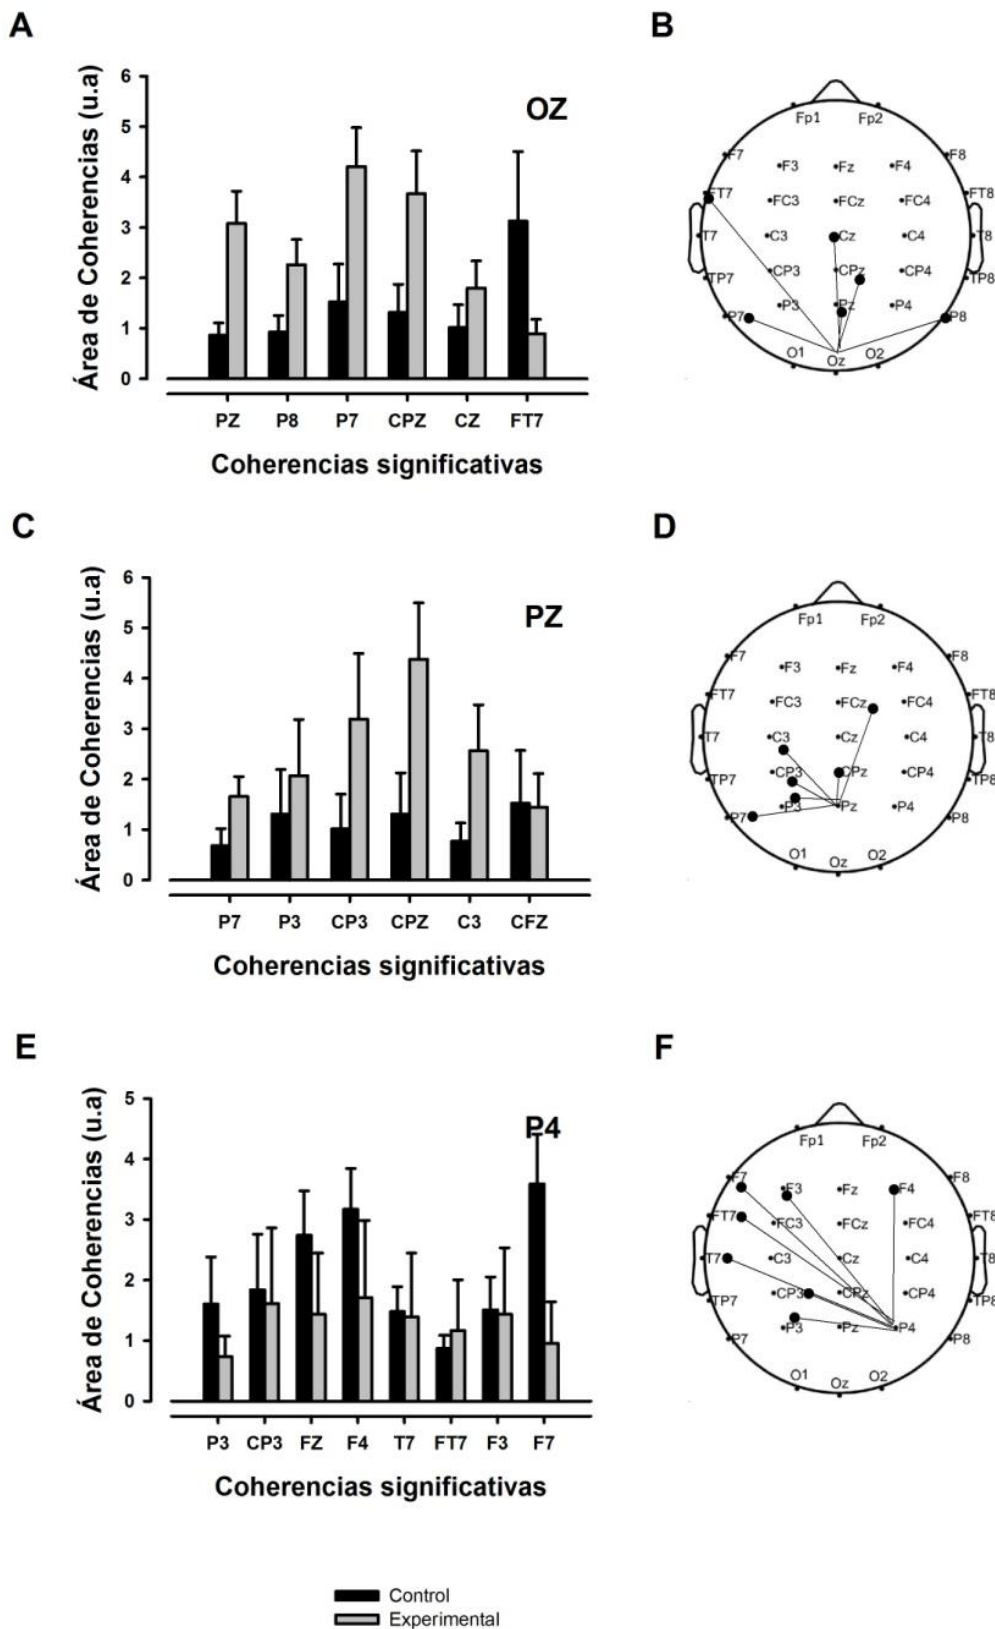 A
Área de Coherencias (u.a)
6
5
4
3
2
1
0
OZ
PZ P8 P7 CPZ CZ FT7
Coherencias significativas
B
Fp1 Fp2
F7 F3 Fz F4 F8
FT7 FC3 FCz FC4 FT8
T7 C3 Cz C4 T8
TP7 CP3 CPz CP4 TP8
P7 P3 Pz P4 P8
O1 Oz O2
C
Área de Coherencias (u.a)
6
5
4
3
2
1
0
PZ
P7 P3 CP3 CPZ C3 CFZ
Coherencias significativas
D
Fp1 Fp2
F7 F3 Fz F4 F8
FT7 FC3 FCz FC4 FT8
T7 C3 Cz C4 T8
TP7 CP3 CPz CP4 TP8
P7 P3 Pz P4 P8
O1 Oz O2
E
Área de Coherencias (u.a)
5
4
3
2
1
0
P4
P3 CP3 FZ F4 T7 FT7 F3 F7
Coherencias significativas
F
Fp1 Fp2
F7 F3 Fz F4 F8
FT7 FC3 FCz FC4 FT8
T7 C3 Cz C4 T8
TP7 CP3 CPz CP4 TP8
P7 P3 Pz P4 P8
O1 Oz O2
Control
Experimental